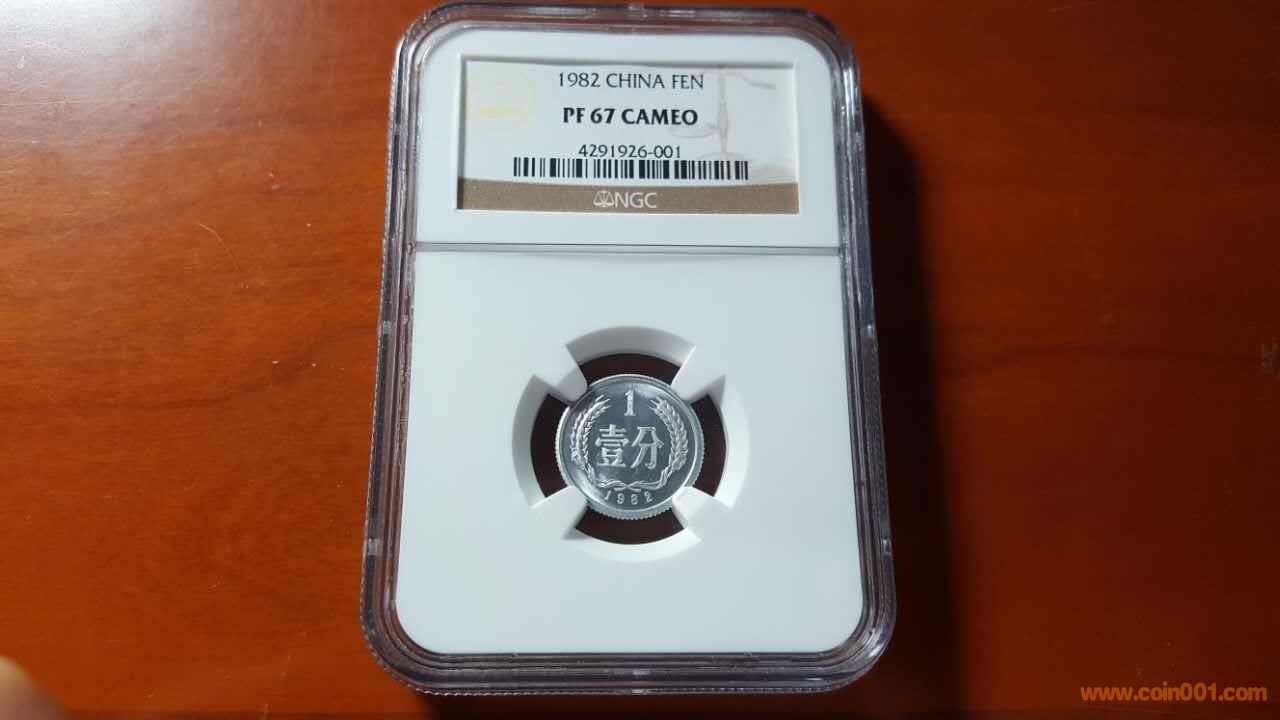 1982 CHINA FEN
PF 67 CAMEO
4291926-001
NGC
1
壹分
1982
www.coin001.com